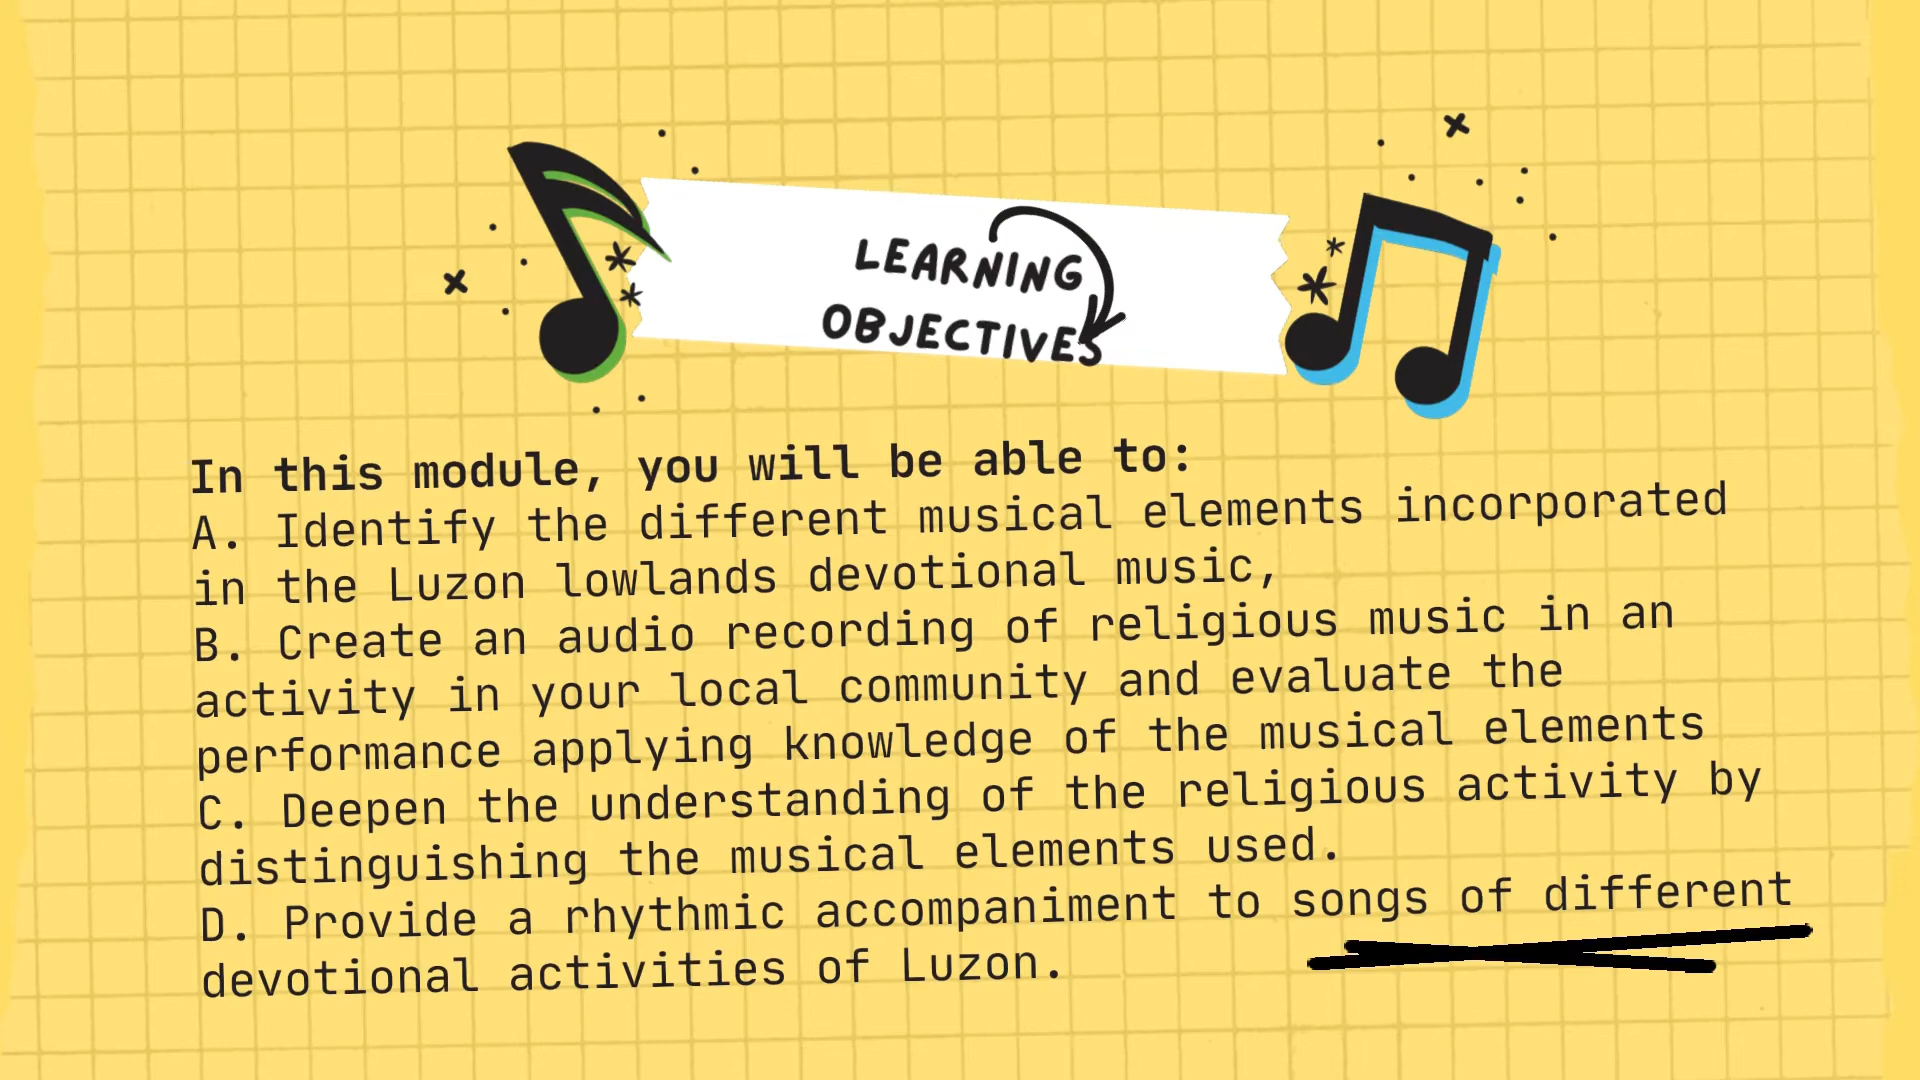 LEARNING
OBJECTIVES
In this module, you will be able to:
A. Identify the different musical elements incorporated
in the Luzon lowlands devotional music,
B. Create an audio recording of religious music in an
activity in your local community and evaluate the
performance applying knowledge of the musical elements
C. Deepen the understanding of the religious activity by
distinguishing the musical elements used.
D. Provide a rhythmic accompaniment to songs of different
devotional activities of Luzon.